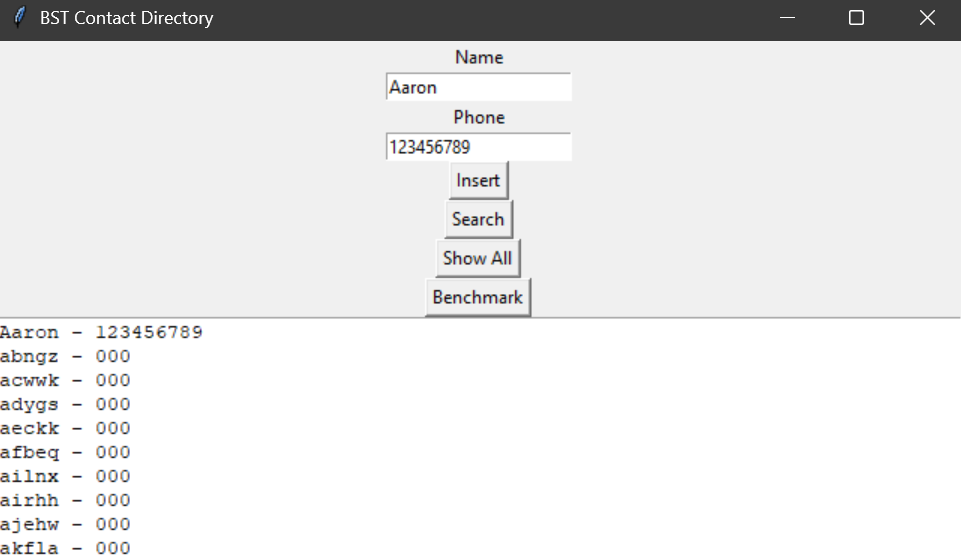 BST Contact Directory
Name
Aaron
Phone
123456789
Insert
Search
Show All
Benchmark
Aaron - 123456789
abngz - 000
acwwk - 000
adygs - 000
aeckk - 000
afbeq - 000
ailnx - 000
airhh - 000
ajehw - 000
akfla - 000